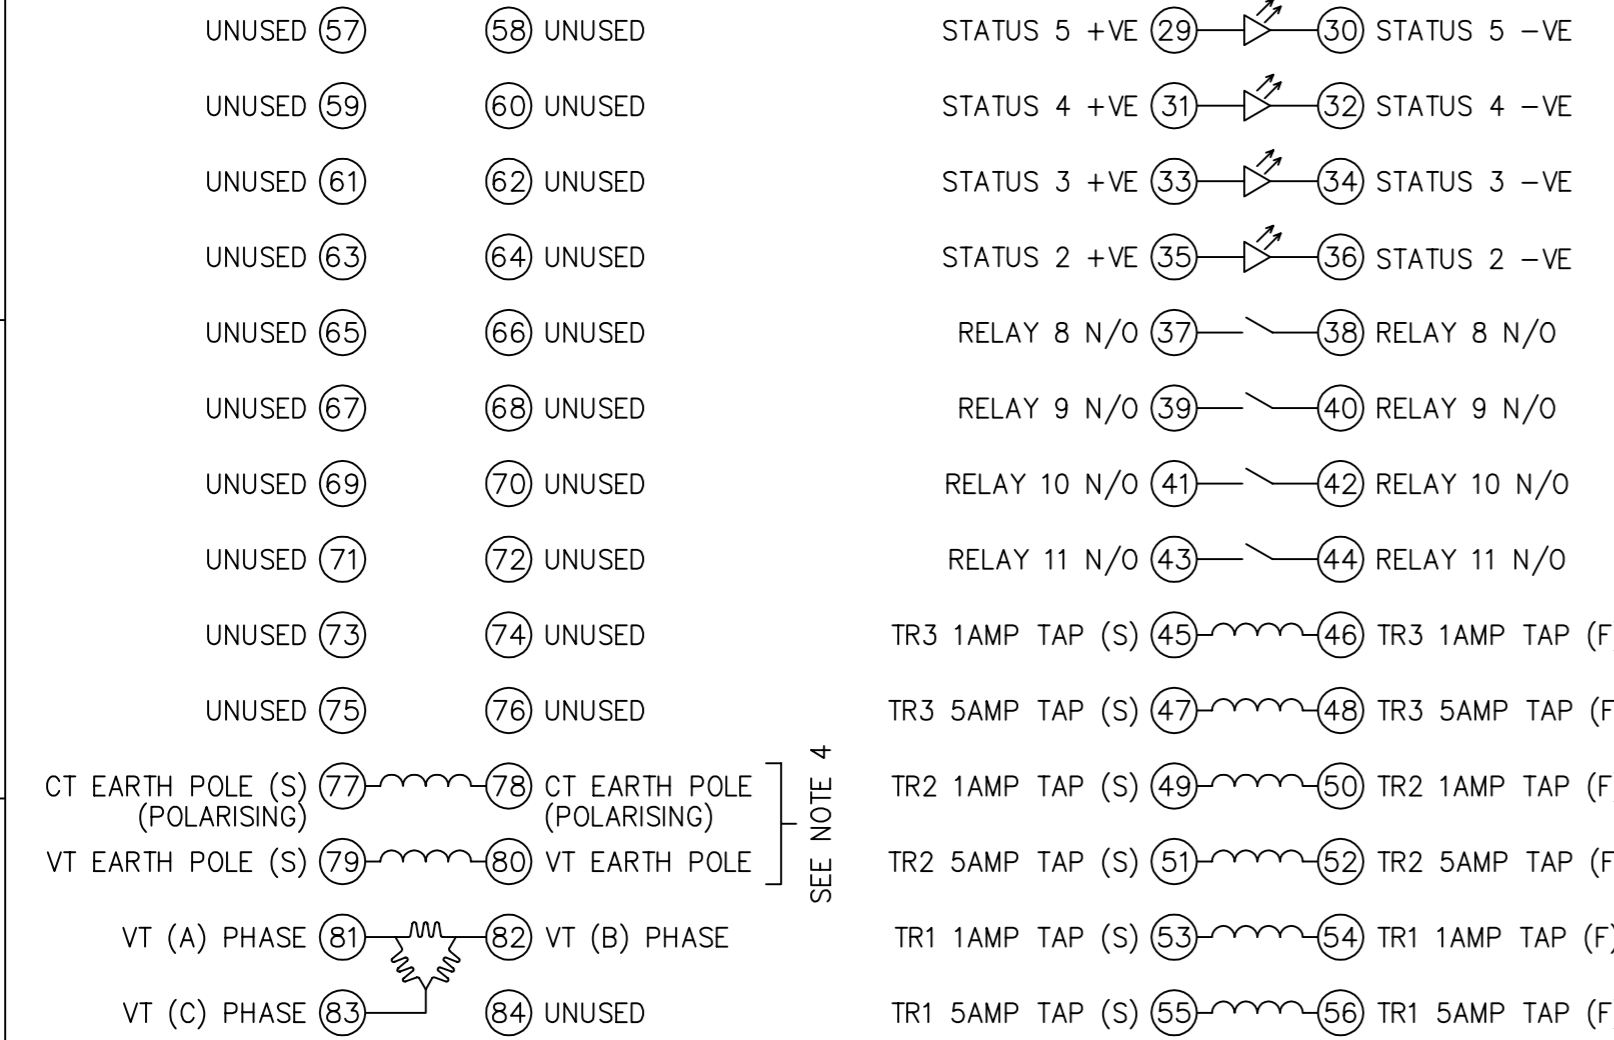 UNUSED 57 58 UNUSED STATUS 5 +VE 29 30 STATUS 5 −VE
UNUSED 59 60 UNUSED STATUS 4 +VE 31 32 STATUS 4 −VE
UNUSED 61 62 UNUSED STATUS 3 +VE 33 34 STATUS 3 −VE
UNUSED 63 64 UNUSED STATUS 2 +VE 35 36 STATUS 2 −VE
UNUSED 65 66 UNUSED RELAY 8 N/O 37 38 RELAY 8 N/O
UNUSED 67 68 UNUSED RELAY 9 N/O 39 40 RELAY 9 N/O
UNUSED 69 70 UNUSED RELAY 10 N/O 41 42 RELAY 10 N/O
UNUSED 71 72 UNUSED RELAY 11 N/O 43 44 RELAY 11 N/O
UNUSED 73 74 UNUSED TR3 1AMP TAP (S) 45 46 TR3 1AMP TAP (F)
UNUSED 75 76 UNUSED TR3 5AMP TAP (S) 47 48 TR3 5AMP TAP (F
CT EARTH POLE (S) 77 78 CT EARTH POLE TR2 1AMP TAP (S) 49 50 TR2 1AMP TAP (F)
(POLARISING) (POLARISING)
SEE NOTE 4
VT EARTH POLE (S) 79 80 VT EARTH POLE TR2 5AMP TAP (S) 51 52 TR2 5AMP TAP (F
VT (A) PHASE 81 82 VT (B) PHASE TR1 1AMP TAP (S) 53 54 TR1 1AMP TAP (F)
VT (C) PHASE 83 84 UNUSED TR1 5AMP TAP (S) 55 56 TR1 5AMP TAP (F)